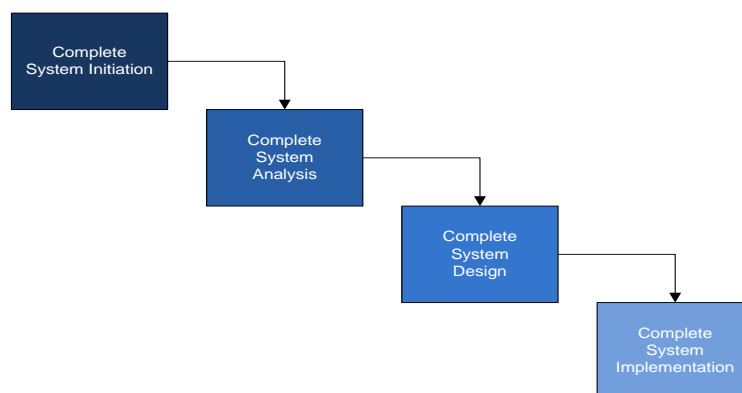 Complete
System Initiation
Complete
System
Analysis
Complete
System
Design
Complete
System
Implementation